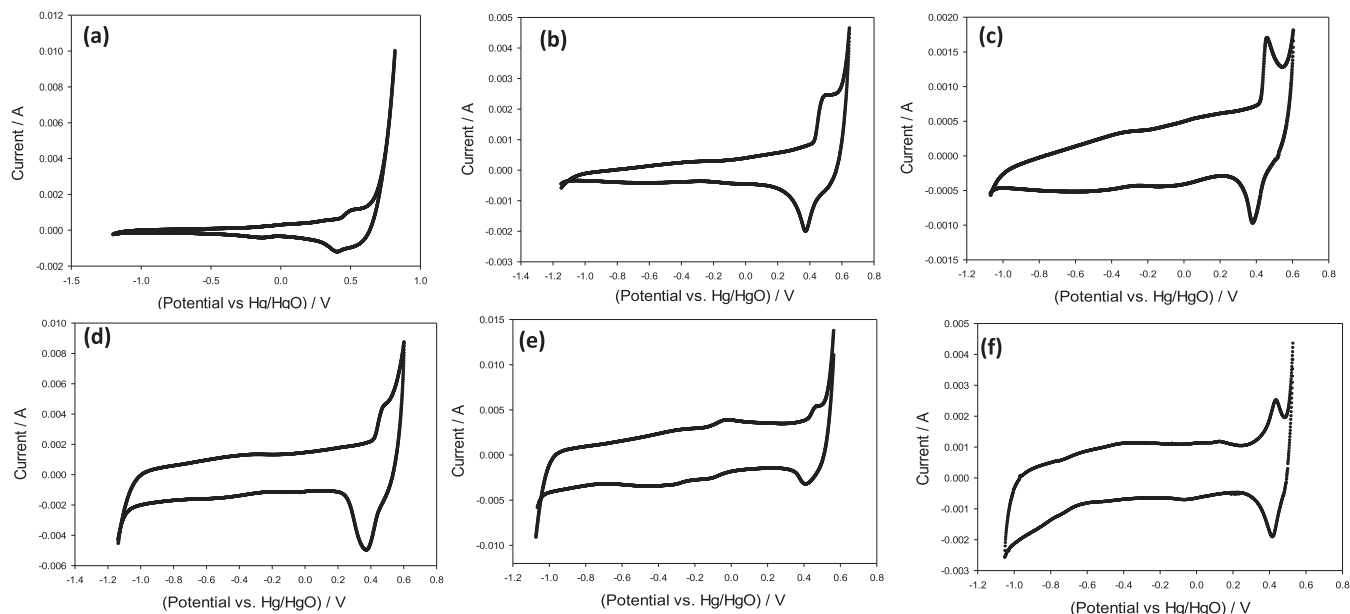 (a)
0.012
0.010
0.008
0.006
0.004
0.002
0.000
-0.002
-1.5 -1.0 -0.5 0.0 0.5 1.0
Current / A
(Potential vs Hg/HgO) / V
(b)
0.005
0.004
0.003
0.002
0.001
0.000
-0.001
-0.002
-0.003
-1.4 -1.2 -1.0 -0.8 -0.6 -0.4 -0.2 0.0 0.2 0.4 0.6 0.8
Current / A
(Potential vs. Hg/HgO) / V
(c)
0.0020
0.0015
0.0010
0.0005
0.0000
-0.0005
-0.0010
-0.0015
-1.2 -1.0 -0.8 -0.6 -0.4 -0.2 0.0 0.2 0.4 0.6 0.8
Current / A
(Potential vs. Hg/HgO) / V
(d)
0.010
0.008
0.006
0.004
0.002
0.000
-0.002
-0.004
-0.006
-1.4 -1.2 -1.0 -0.8 -0.6 -0.4 -0.2 0.0 0.2 0.4 0.6 0.8
Current / A
(Potential vs. Hg/HgO) / V
(e)
0.015
0.010
0.005
0.000
-0.005
-0.010
-1.2 -1.0 -0.8 -0.6 -0.4 -0.2 0.0 0.2 0.4 0.6 0.8
Current / A
(Potential vs. Hg/HgO) / V
(f)
0.005
0.004
0.003
0.002
0.001
0.000
-0.001
-0.002
-0.003
-1.2 -1.0 -0.8 -0.6 -0.4 -0.2 0.0 0.2 0.4 0.6 0.8
Current / A
(Potential vs Hg/HgO) / V